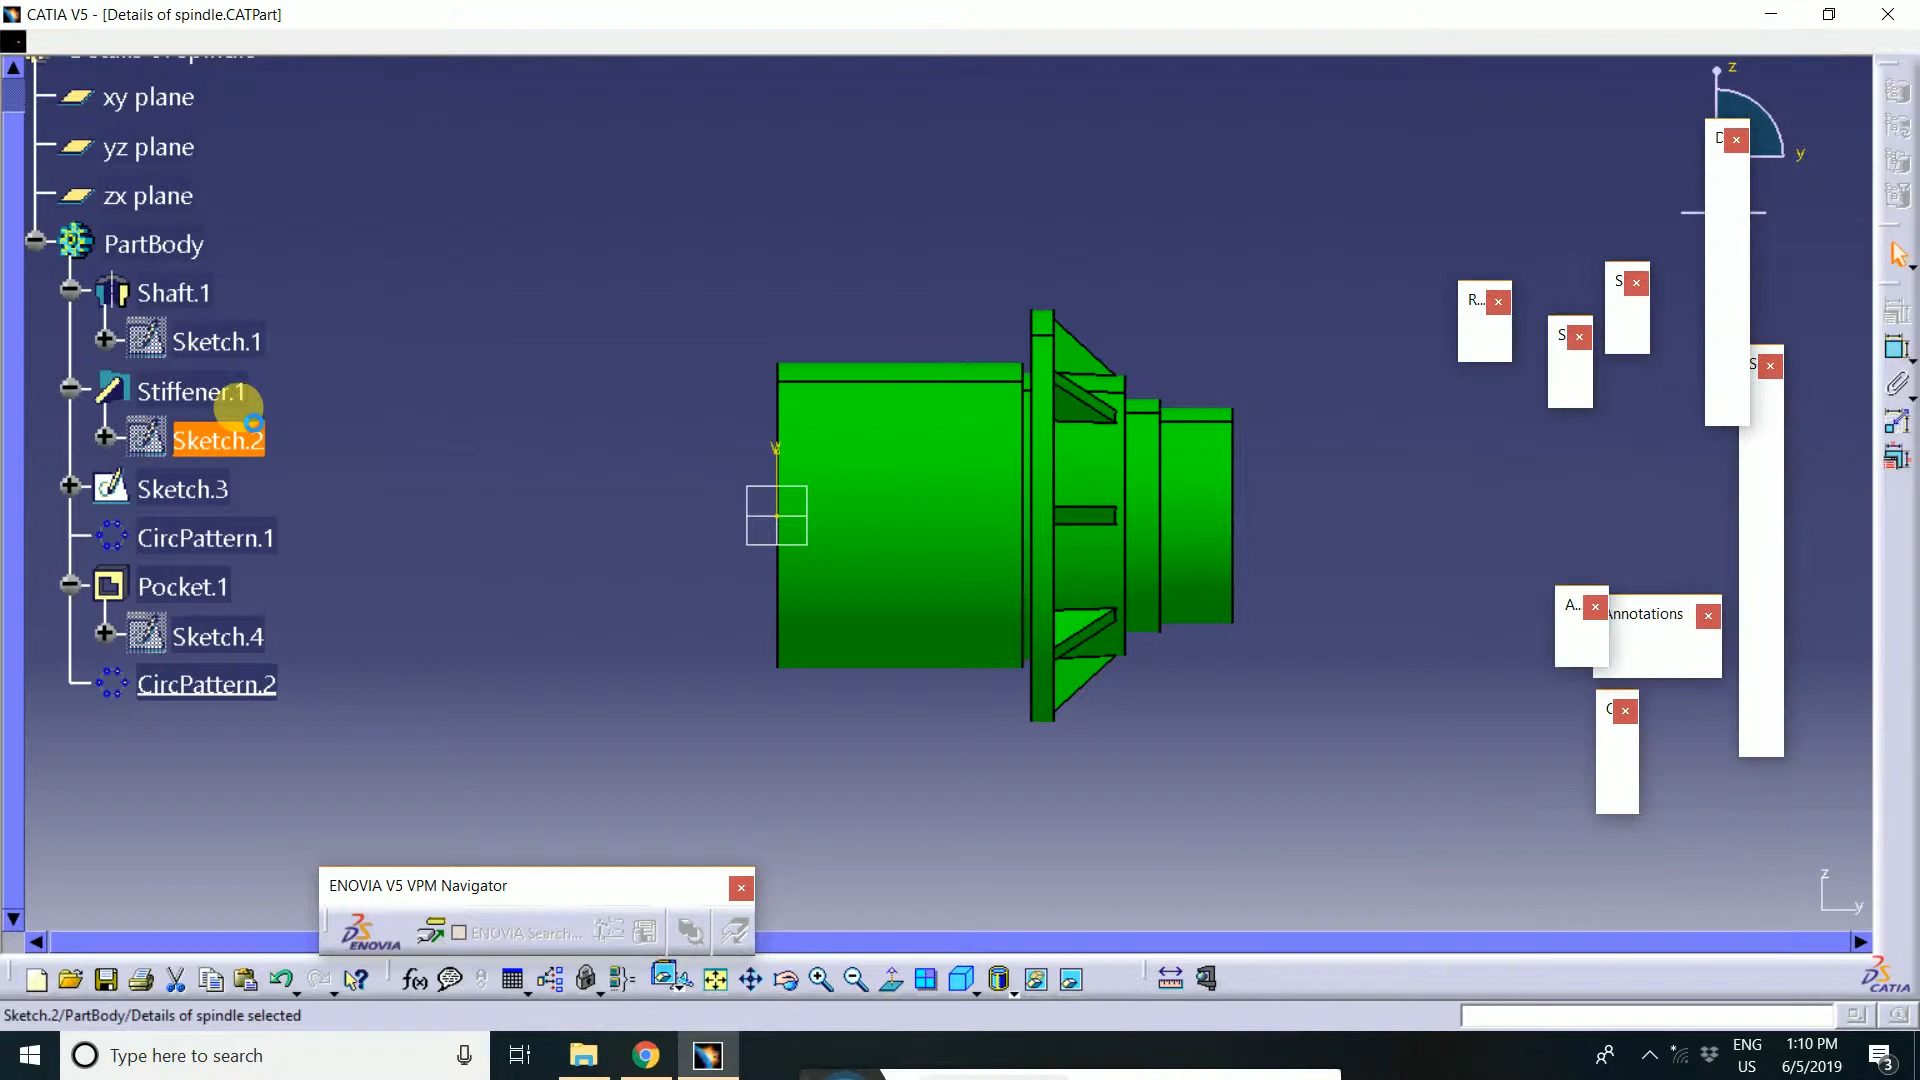 CATIA V5 - [Details of spindle.CATPart]
xy plane
yz plane
zx plane
PartBody
Shaft.1
Sketch.1
Stiffener.1
Sketch.2
Sketch.3
CircPattern.1
Pocket.1
Sketch.4
CircPattern.2
z
y
D
R...
S
S
S
A...
Annotations
V
z
y
ENOVIA V5 VPM Navigator
ENOVIA
ENOVIA Search...
f(x)
CATIA
Sketch.2/PartBody/Details of spindle selected
Type here to search
ENG
US
1:10 PM
6/5/2019
3